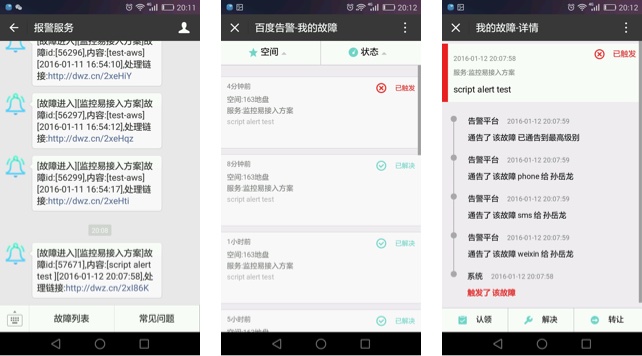 20:11
报警服务
障id:[56296],内容:[test-aws]
[2016-01-11 16:54:10],处理链
接:http://dwz.cn/2xeHiY
[故障进入][监控易接入方案]故
障id:[56297],内容:[test-aws]
[2016-01-11 16:54:12],处理链
接:http://dwz.cn/2xeHqz
[故障进入][监控易接入方案]故
障id:[56299],内容:[test-aws]
[2016-01-11 16:54:17],处理链
接:http://dwz.cn/2xeHti
20:08
[故障进入][监控易接入方案]故
障id:[57671],内容:[script alert
test ][2016-01-12 20:07:58],处
理链接:http://dwz.cn/2xI86K
故障列表
常见问题
20:12
百度告警-我的故障
空间
状态
4分钟前
已触发
空间:163地盘
服务:监控易接入方案
script alert test
8分钟前
已解决
空间:163地盘
服务:监控易接入方案
script alert test
1小时前
已解决
空间:163地盘
服务:监控易接入方案
script alert test
5小时前
已解决
20:12
我的故障-详情
2016-01-12 20:07:58
已触发
服务:监控易接入方案
script alert test
告警平台 2016-01-12 20:07:59
通告了 该故障 已通告到最高级别
告警平台 2016-01-12 20:07:59
通告了 该故障 phone 给 孙岳龙
告警平台 2016-01-12 20:07:59
通告了 该故障 sms 给 孙岳龙
告警平台 2016-01-12 20:07:59
通告了 该故障 weixin 给 孙岳龙
系统 2016-01-12 20:07:58
触发了 该故障
认领
解决
转让